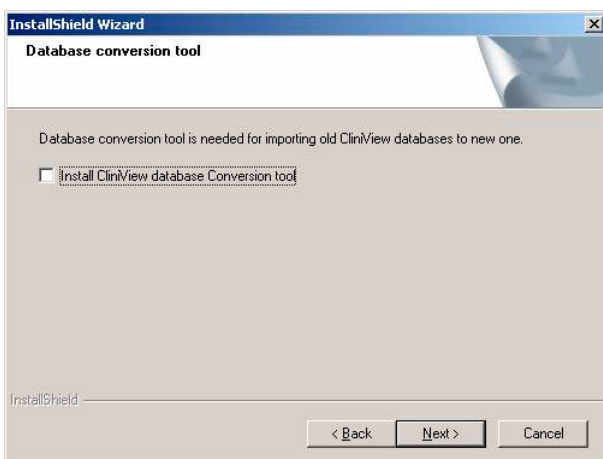 InstallShield Wizard
Database conversion tool
Database conversion tool is needed for importing old CliniView databases to new one.
Install CliniView database Conversion tool
InstallShield
< Back Next > Cancel